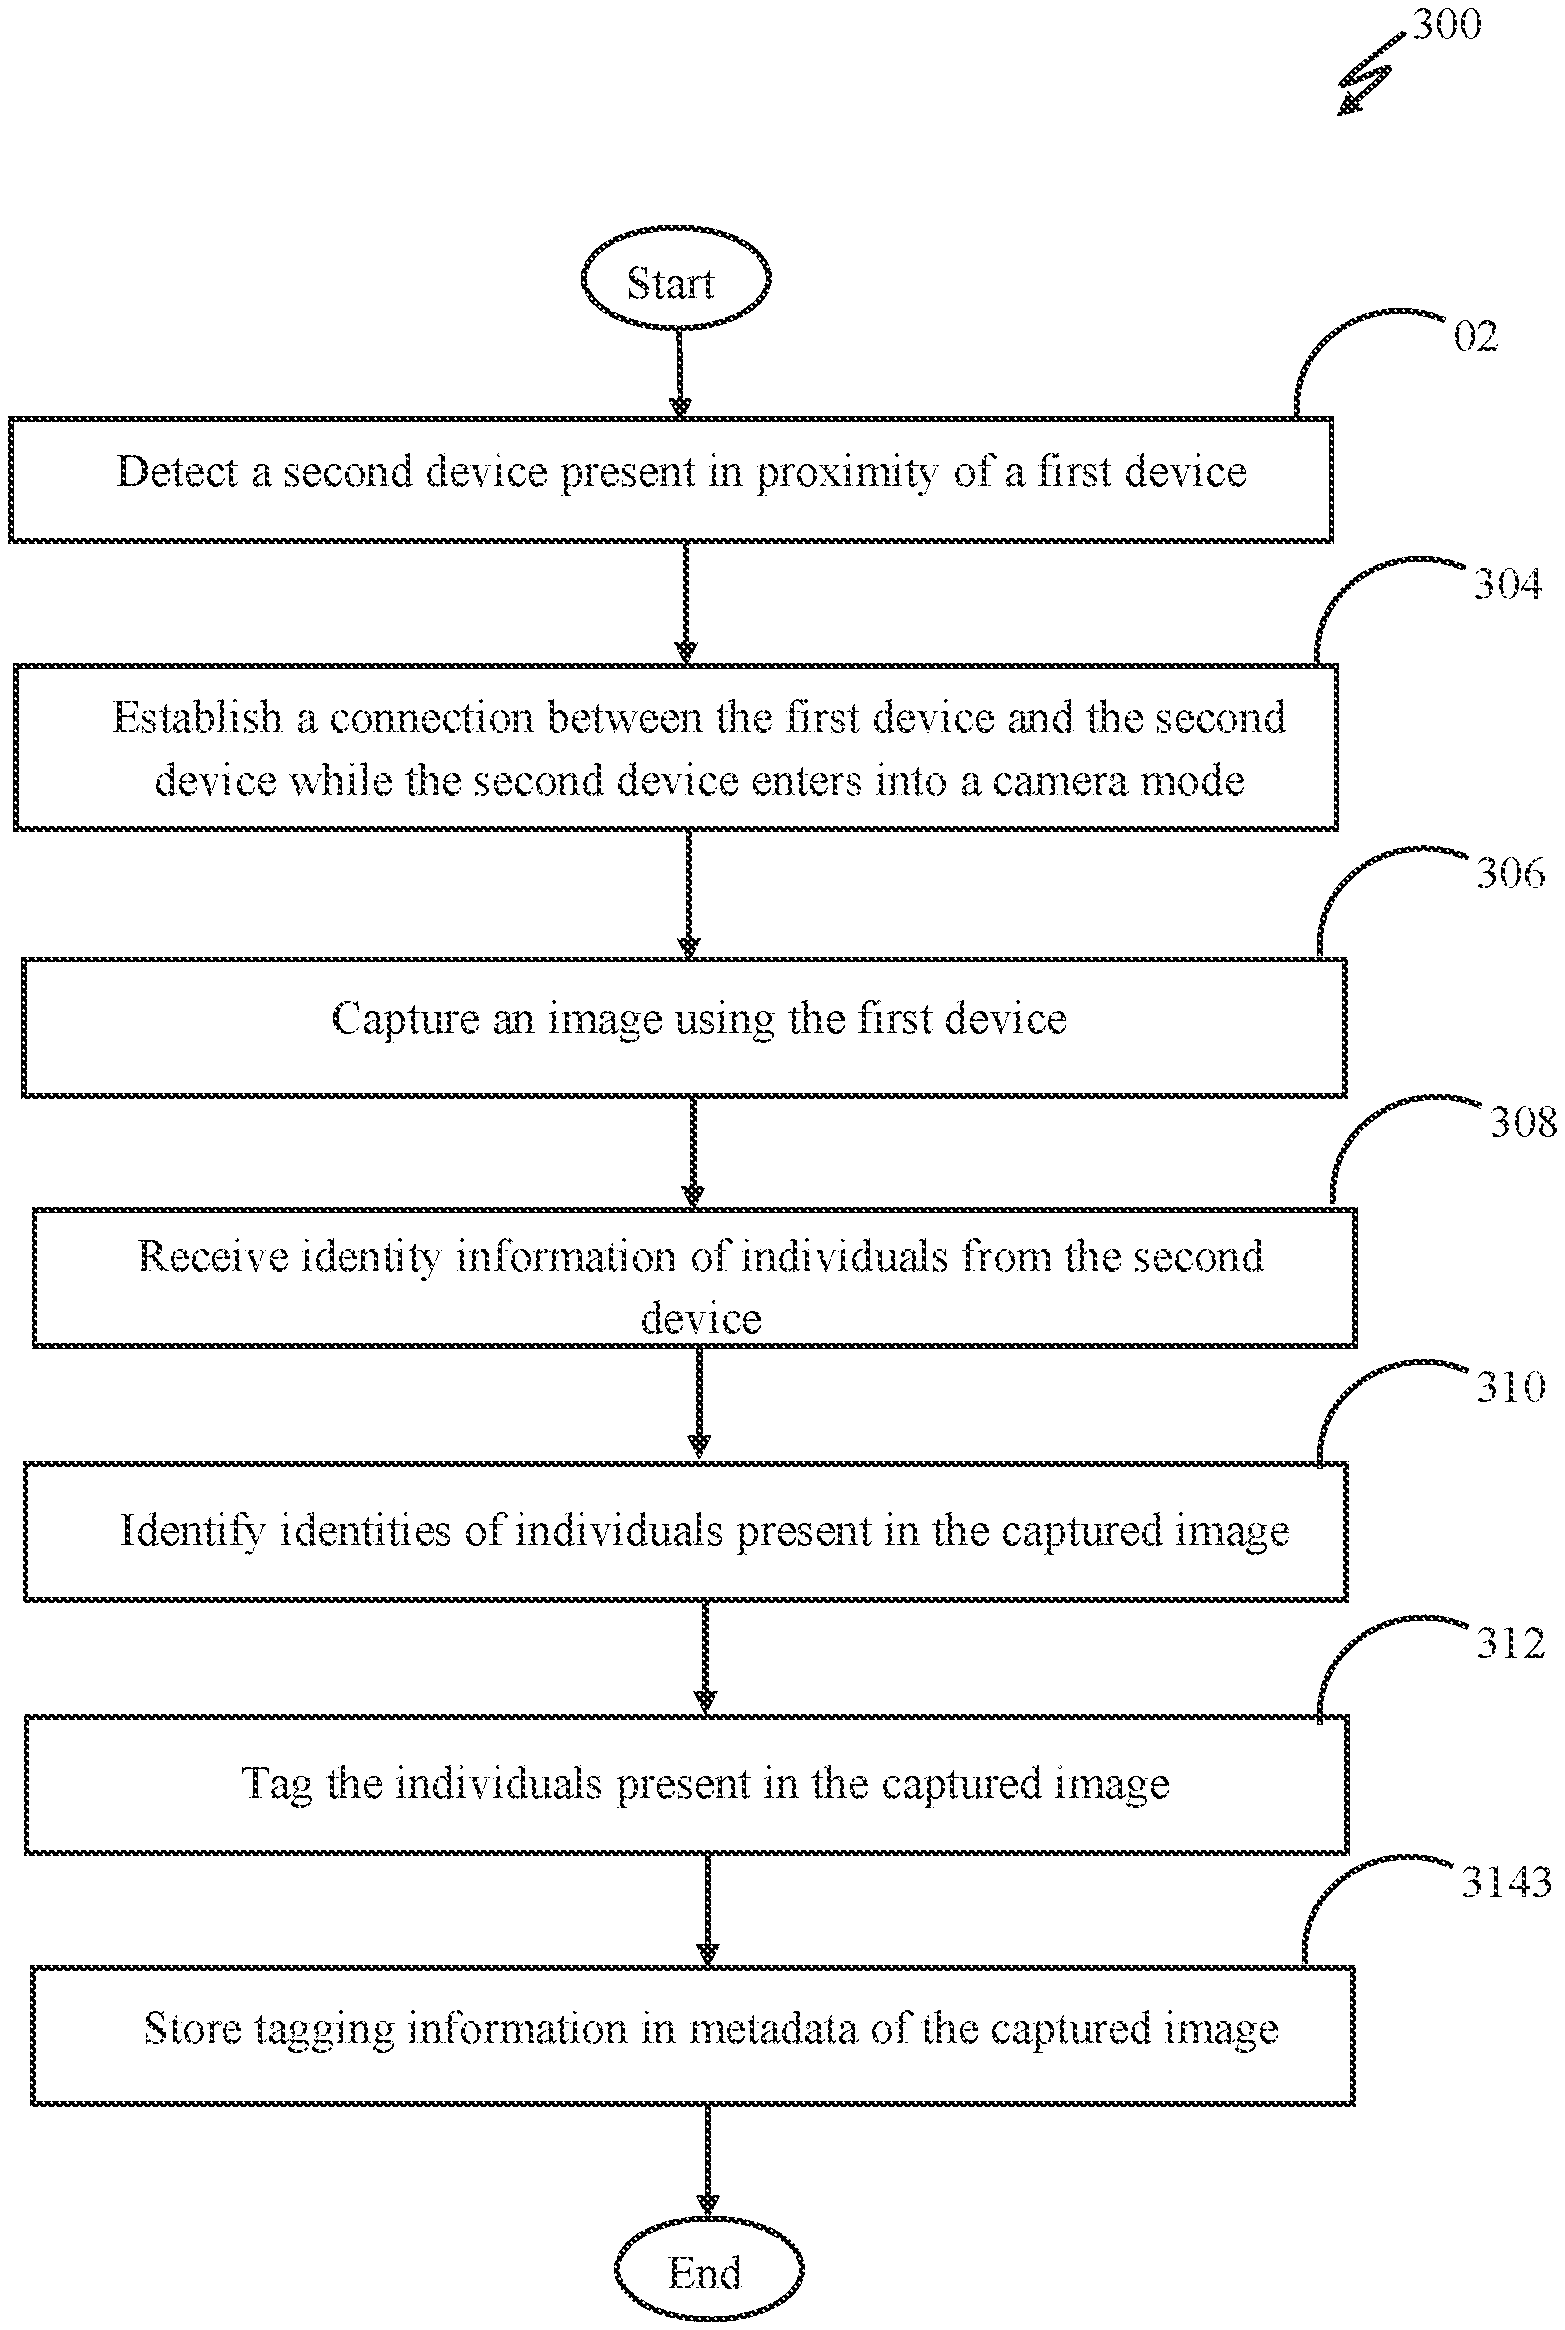 300
Start
02
Detect a second device present in proximity of a first device
304
Establish a connection between the first device and the second
device while the second device enters into a camera mode
306
Capture an image using the first device
308
Receive identity information of individuals from the second
device
310
Identify identities of individuals present in the captured image
312
Tag the individuals present in the captured image
3143
Store tagging information in metadata of the captured image
End